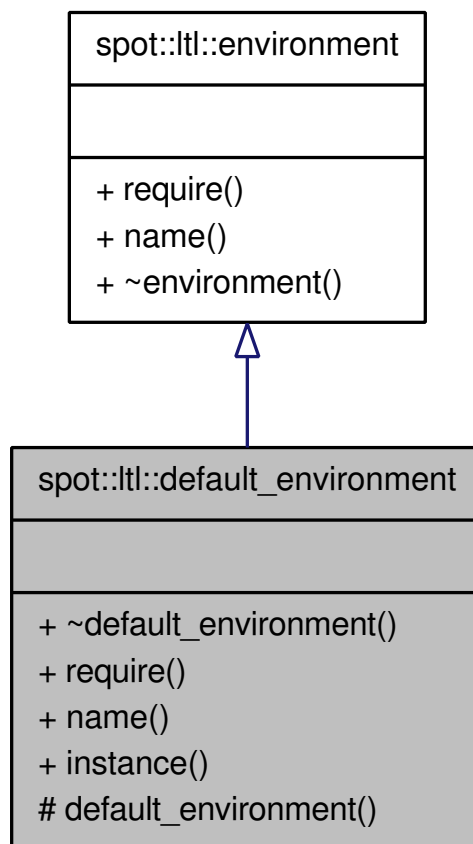 spot::ltl::environment
+ require()
+ name()
+ ~environment()
spot::ltl::default_environment
+ ~default_environment()
+ require()
+ name()
+ instance()
# default_environment()